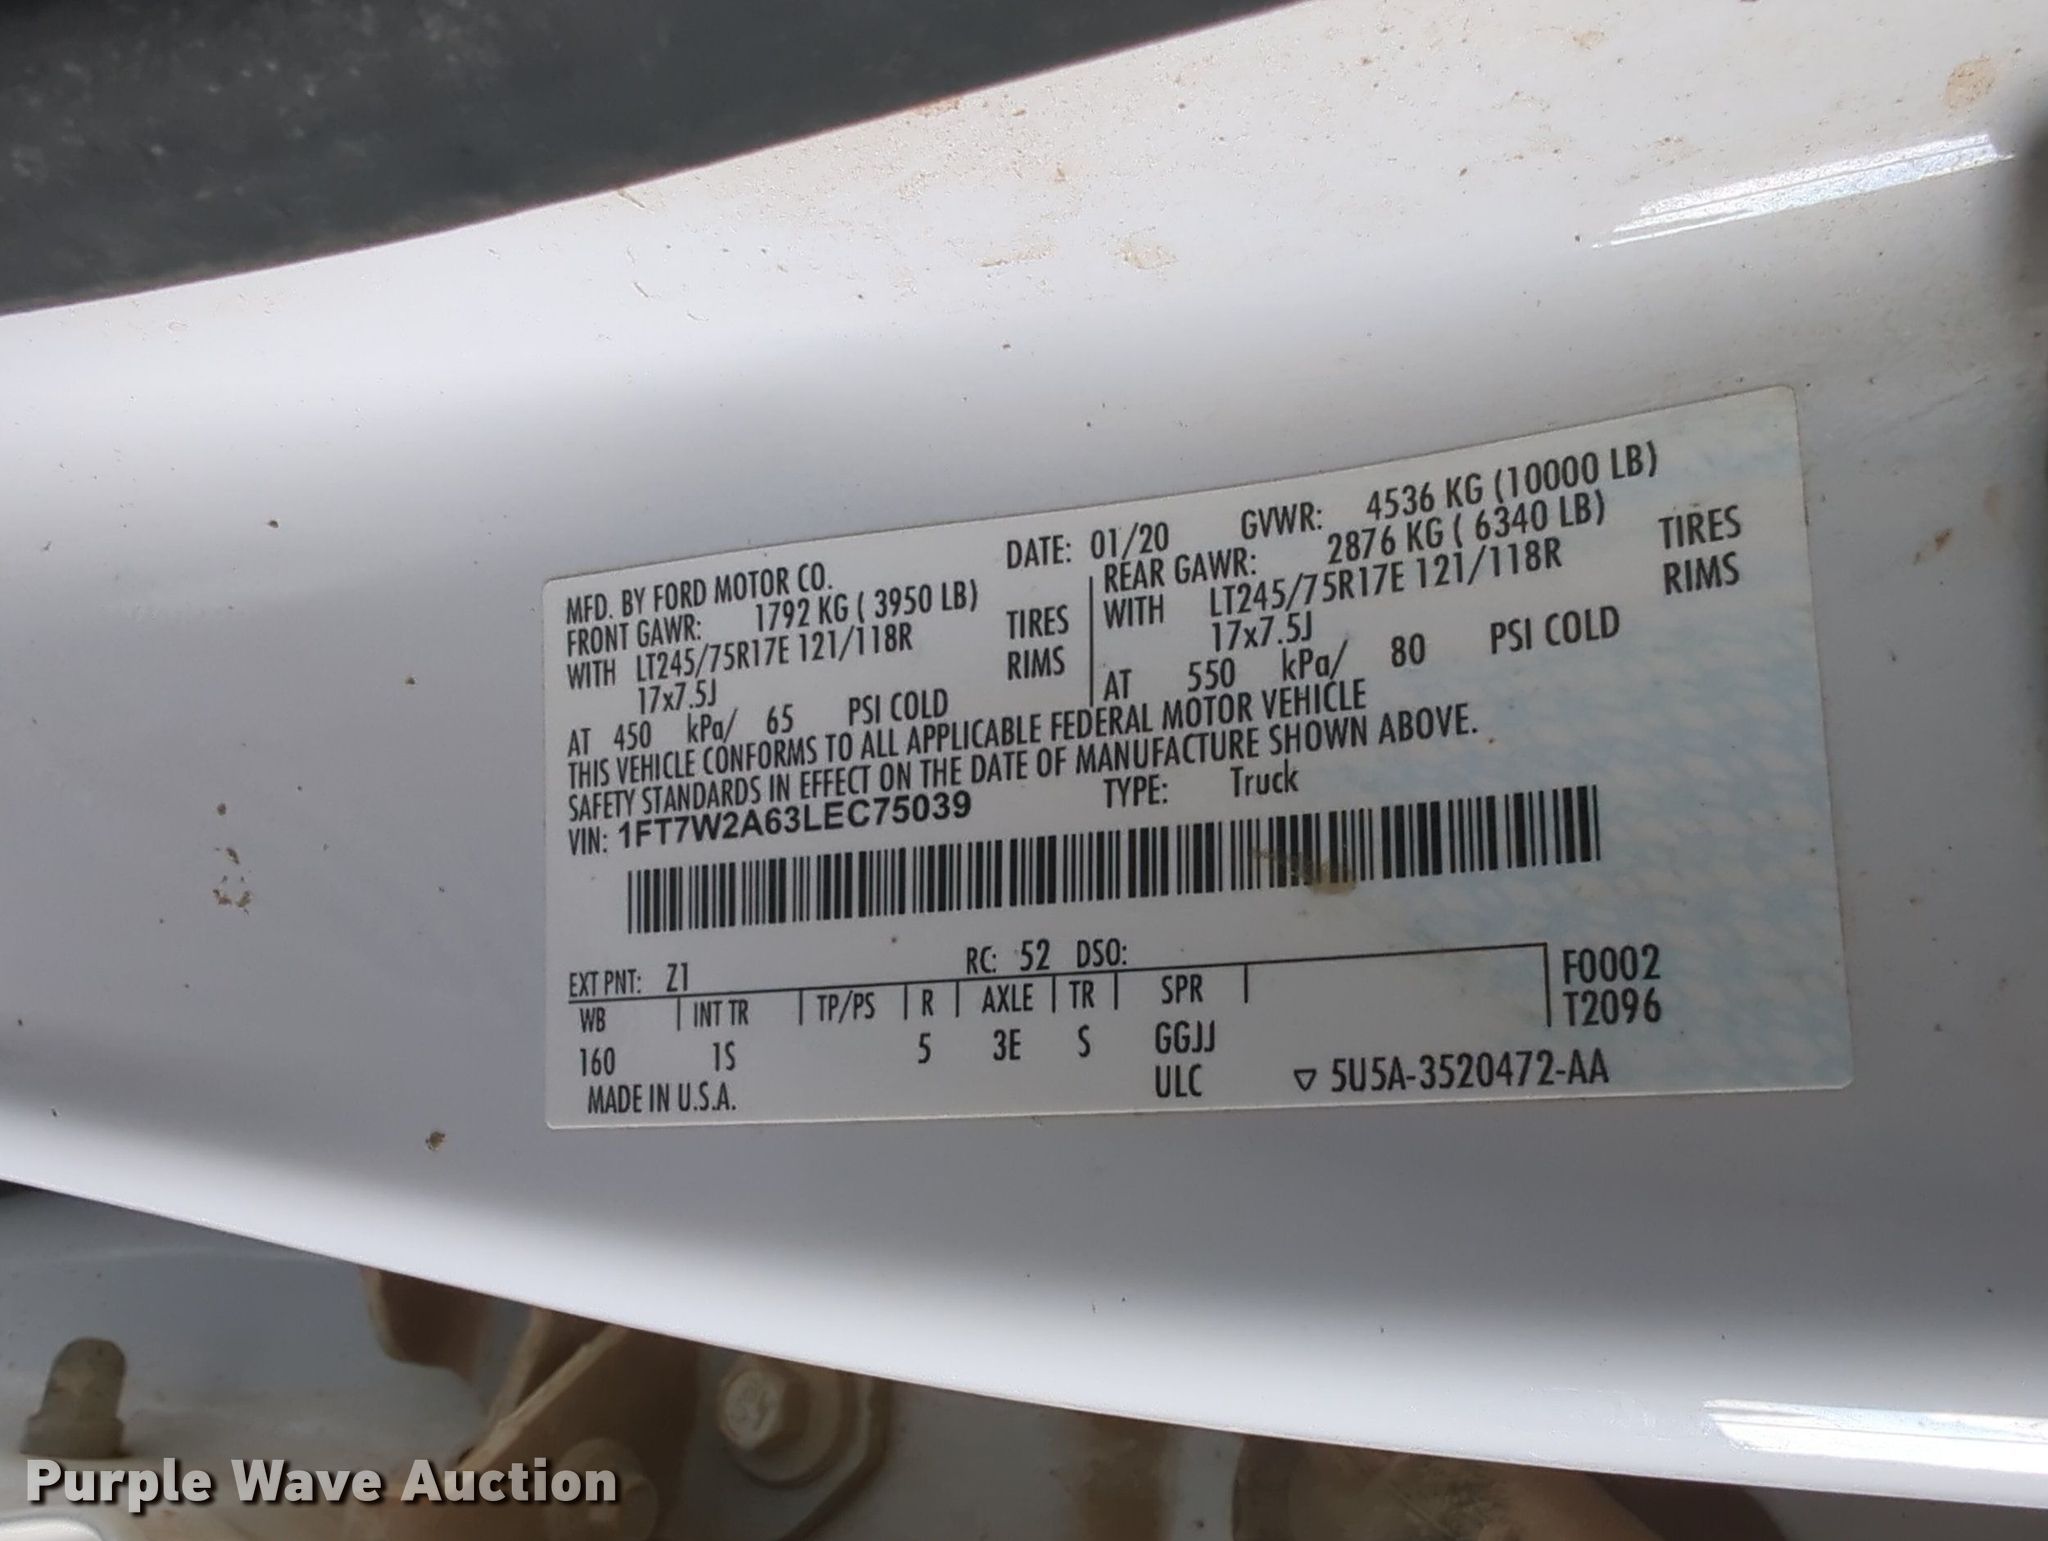 MFD. BY FORD MOTOR CO. DATE: 01/20 GVWR: 4536 KG (10000 LB)
FRONT GAWR: 1792 KG ( 3950 LB) REAR GAWR: 2876 KG ( 6340 LB)
WITH LT245/75R17E 121/118R TIRES WITH LT245/75R17E 121/118R TIRES
17x7.5J RIMS 17x7.5J RIMS
AT 450 kPa/ 65 PSI COLD AT 550 kPa/ 80 PSI COLD
THIS VEHICLE CONFORMS TO ALL APPLICABLE FEDERAL MOTOR VEHICLE
SAFETY STANDARDS IN EFFECT ON THE DATE OF MANUFACTURE SHOWN ABOVE.
VIN: 1FT7W2A63LEC75039 TYPE: Truck
EXT PNT: Z1 RC: 52 DSO: F0002
WB INT TR TP/PS R AXLE TR SPR T2096
160 1S 5 3E S GGJJ
MADE IN U.S.A. ULC ▽ 5U5A-3520472-AA
Purple Wave Auction